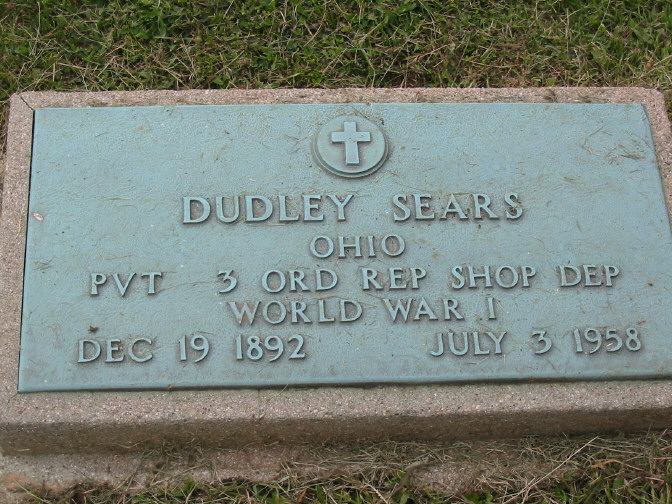 DUDLEY SEARS
OHIO
PVT 3 ORD REP SHOP DEP
WORLD WAR I
DEC 19 1892 JULY 3 1958